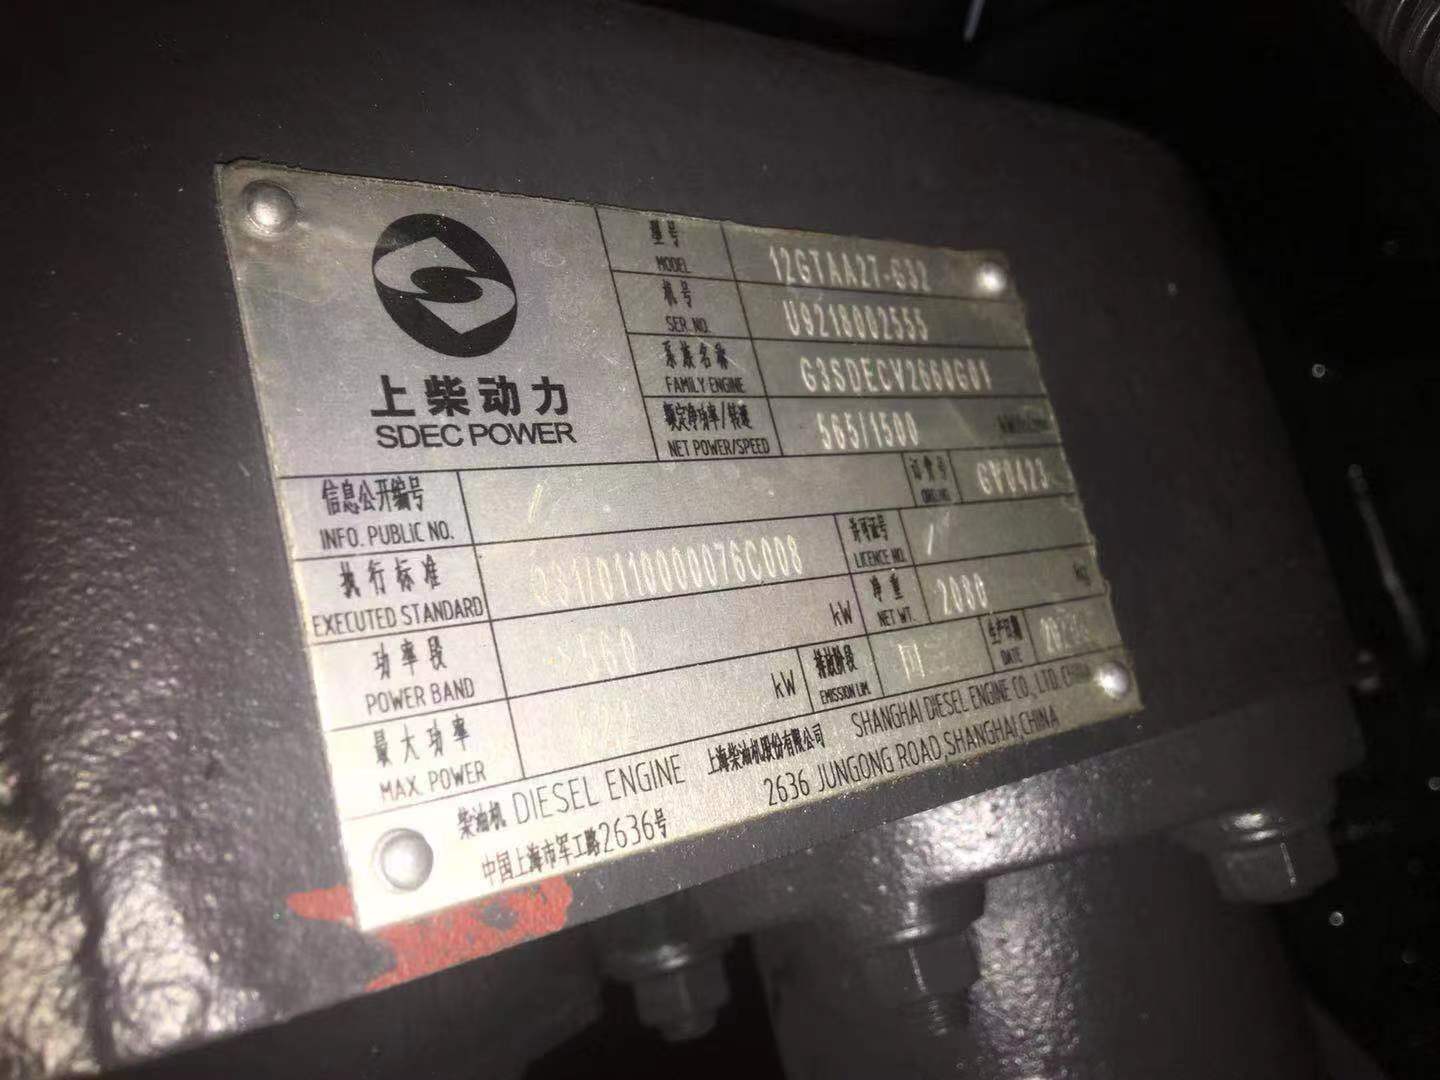 上柴动力
SDEC POWER
型号 MODEL 12GTAA27-G32
机号 SER. NO. U9218002555
系族名称 FAMILY ENGINE G3SDECV2660G01
额定净功率/转速 NET POWER/SPEED 565/1500
信息公开编号 INFO. PUBLIC NO. / 订货号 GY0423
执行标准 EXECUTED STANDARD QS1/0110000076C008 许可证号 LICENCE NO. /
功率段 POWER BAND 560 kW 净重 NET WT. 2080 kg
最大功率 MAX. POWER kW 排放阶段 EMISSION LIM. 生产日期 DATE
柴油机 DIESEL ENGINE 上海柴油机股份有限公司 SHANGHAI DIESEL ENGINE CO., LTD. CHINA
中国上海市军工路2636号 2636 JUNGONG ROAD, SHANGHAI, CHINA